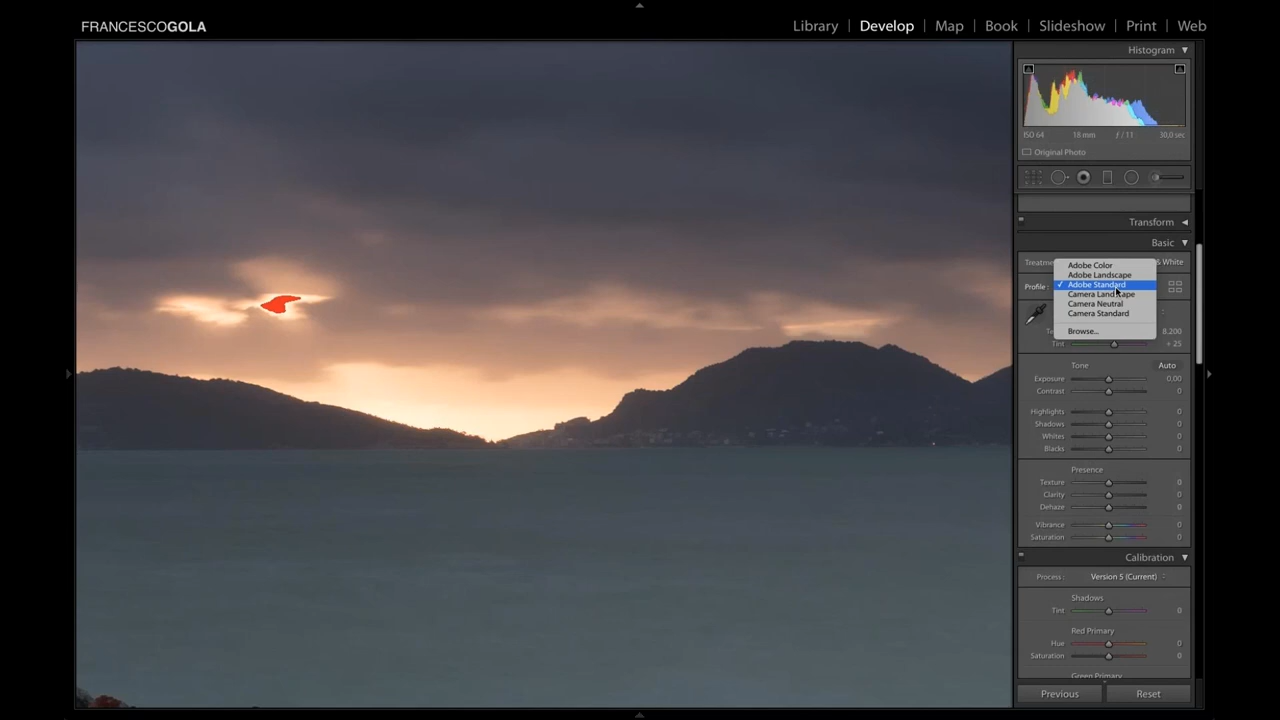 FRANCESCOGOLA
Library | Develop | Map | Book | Slideshow | Print | Web
Histogram
ISO 64 18 mm ƒ / 11 30,0 sec
Original Photo
Transform
Basic
& White
Profile :
Adobe Color
Adobe Landscape
✓ Adobe Standard
Camera Landscape
Camera Neutral
Camera Standard
Browse...
8.200
Tint + 25
Tone Auto
Exposure 0,00
Contrast 0
Highlights 0
Shadows 0
Whites 0
Blacks 0
Presence
Texture 0
Clarity 0
Dehaze 0
Vibrance 0
Saturation 0
Calibration
Process : Version 5 (Current)
Shadows
Tint 0
Red Primary
Hue 0
Saturation 0
Green Primary
Previous Reset